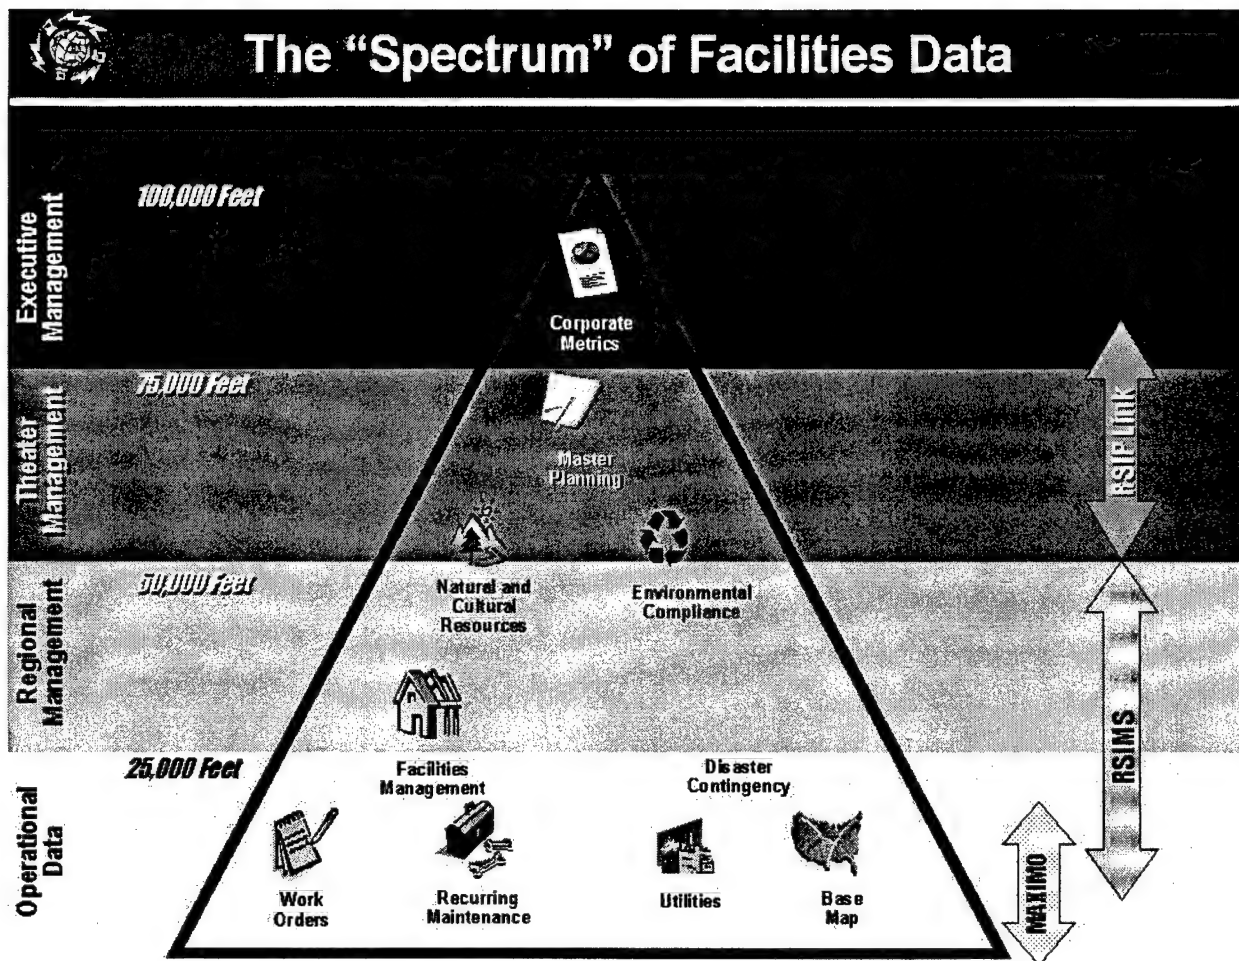 The “Spectrum” of Facilities Data
Executive
Management
100,000 Feet
Corporate
Metrics
Theater
Management
75,000 Feet
Master
Planning
RSIPLink
Regional
Management
50,000 Feet
Natural and
Cultural
Resources
Environmental
Compliance
RSIMS
Operational
Data
25,000 Feet
Facilities
Management
Disaster
Contingency
Work
Orders
Recurring
Maintenance
Utilities
Base
Map
MAXIMO